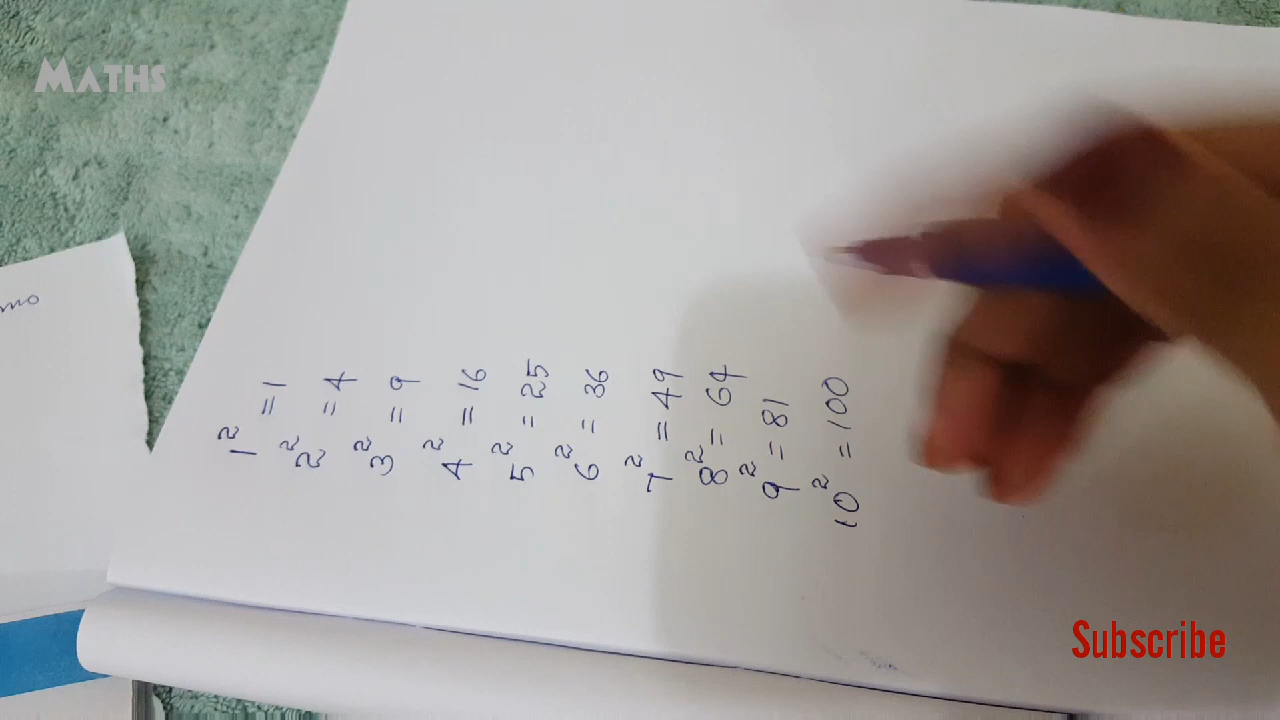 MATHS
1² = 1
2² = 4
3² = 9
4² = 16
5² = 25
6² = 36
7² = 49
8² = 64
9² = 81
10² = 100
Subscribe